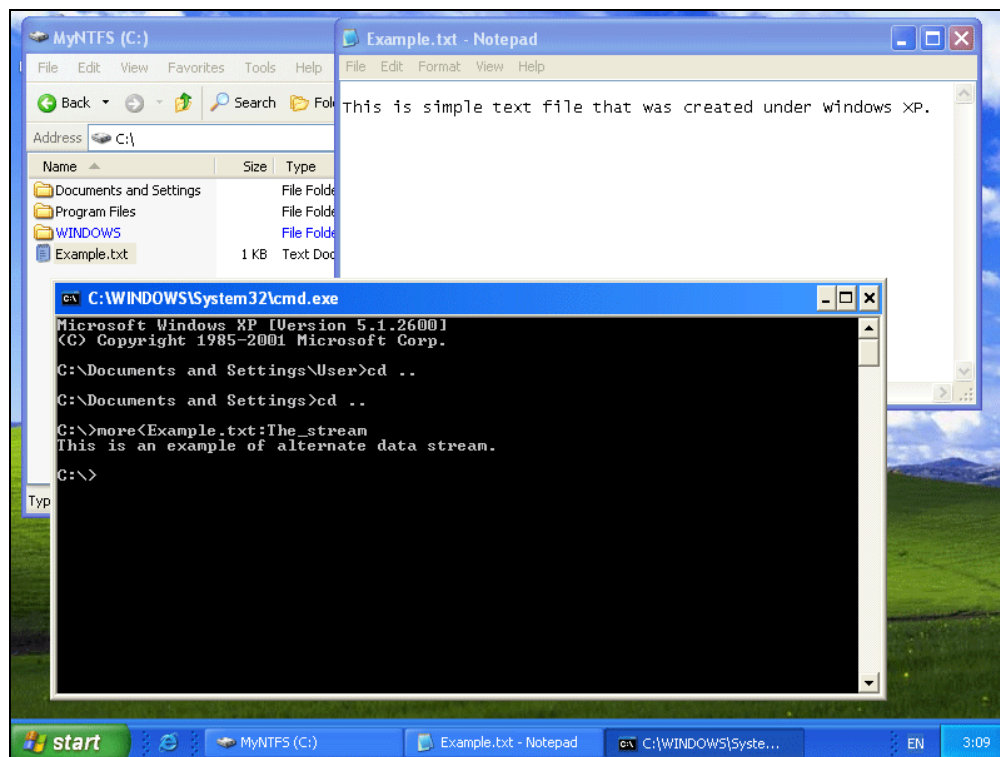 MyNTFS (C:)
File Edit View Favorites Tools Help
Back Search
Address C:\
Name Size Type
Documents and Settings File Folde
Program Files File Folde
WINDOWS File Folde
Example.txt 1 KB Text Doc
Typ
Example.txt - Notepad
File Edit Format View Help
This is simple text file that was created under Windows XP.
C:\WINDOWS\System32\cmd.exe
Microsoft Windows XP [Version 5.1.2600]
(C) Copyright 1985-2001 Microsoft Corp.
C:\Documents and Settings\User>cd ..
C:\Documents and Settings>cd ..
C:\>more<Example.txt:The_stream
This is an example of alternate data stream.
C:\>
start MyNTFS (C:) Example.txt - Notepad C:\WINDOWS\Syste... EN 3:09